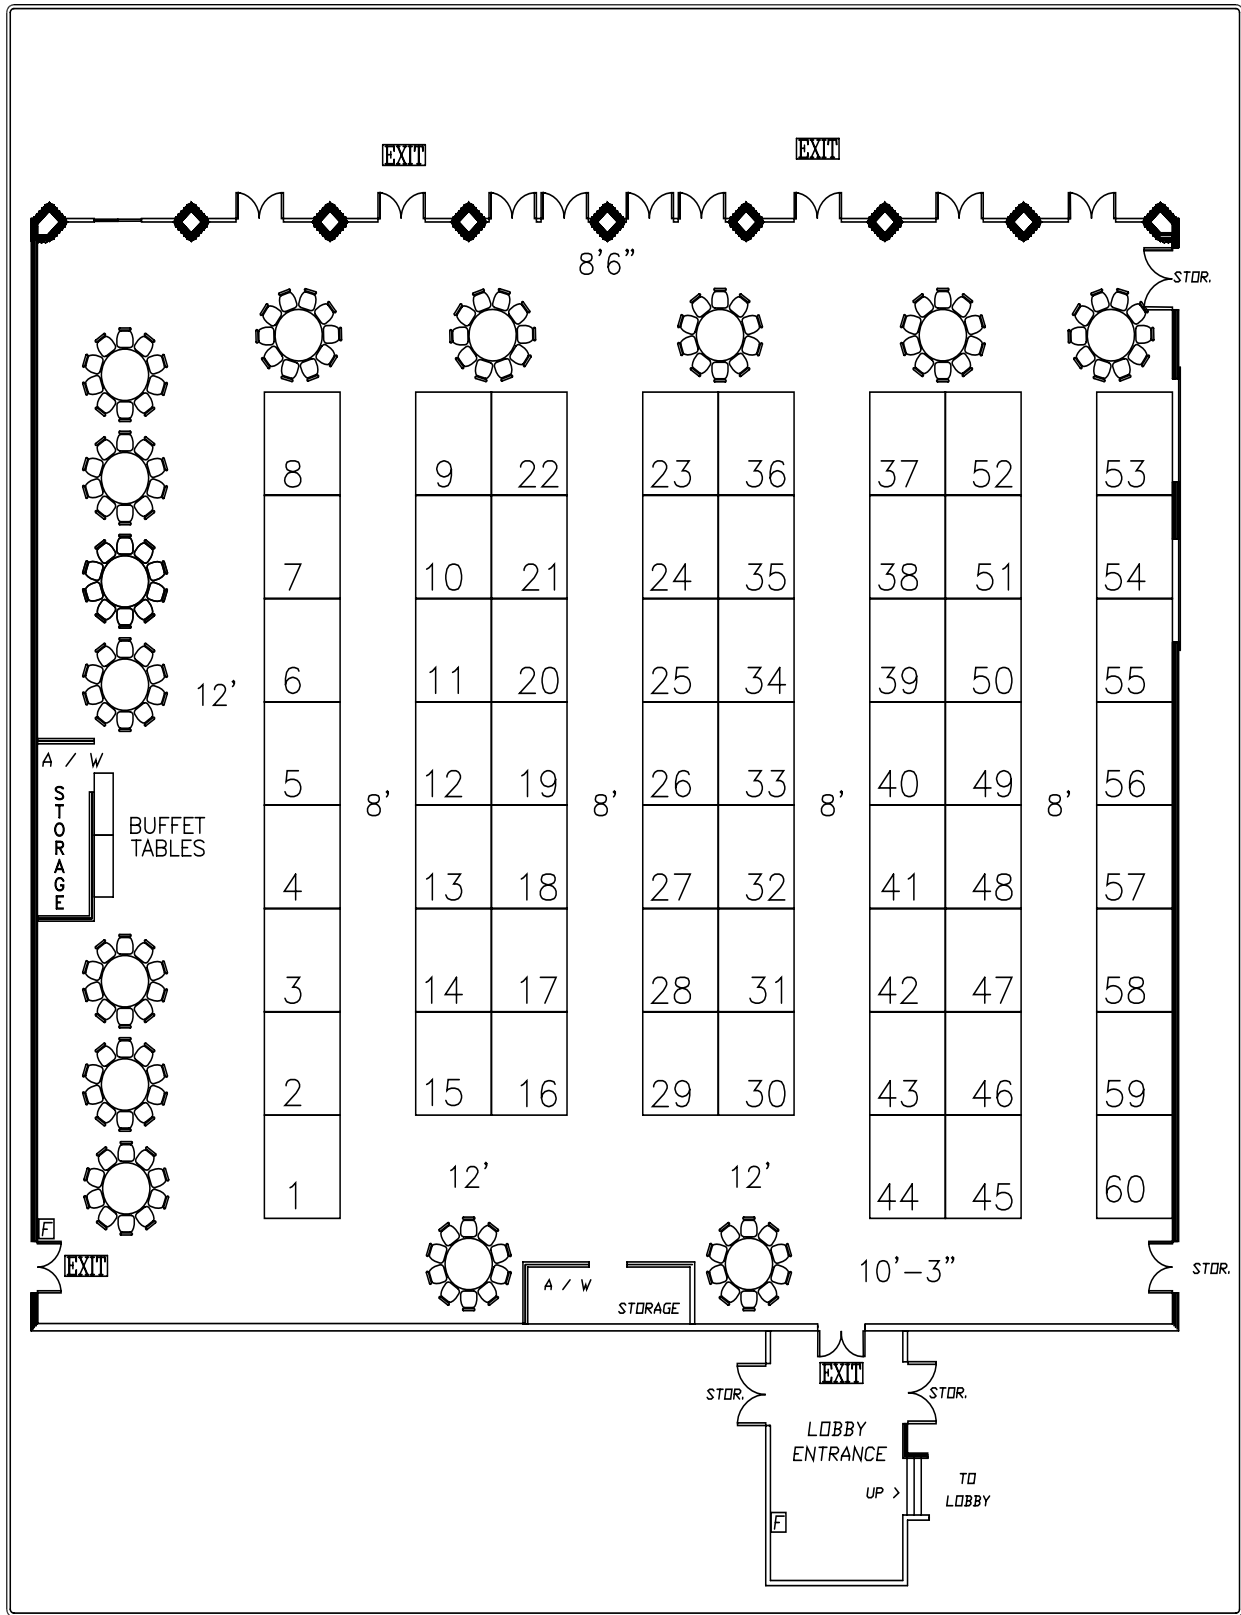 EXIT
EXIT
8'6"
STOR.
8 9 22 23 36 37 52 53
7 10 21 24 35 38 51 54
6 11 20 25 34 39 50 55
12'
A / W
STORAGE
5 12 19 26 33 40 49 56
8' 8' 8' 8'
BUFFET
TABLES
4 13 18 27 32 41 48 57
3 14 17 28 31 42 47 58
2 15 16 29 30 43 46 59
1 44 45 60
12' 12'
F
EXIT
10'-3"
STOR.
A / W
STORAGE
EXIT
STOR.
STOR.
LOBBY
ENTRANCE
UP >
TO
LOBBY
F